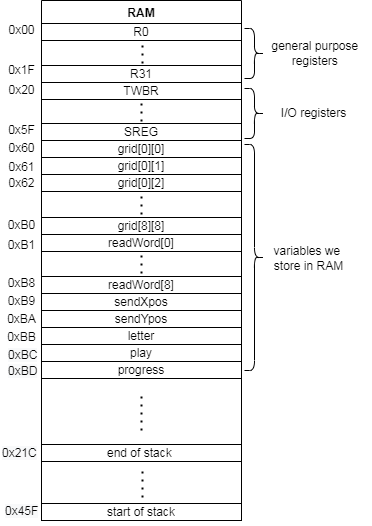 RAM
0x00 R0
general purpose
registers
0x1F R31
0x20 TWBR
I/O registers
0x5F SREG
0x60 grid[0][0]
0x61 grid[0][1]
0x62 grid[0][2]
0xB0 grid[8][8]
0xB1 readWord[0]
variables we
store in RAM
0xB8 readWord[8]
0xB9 sendXpos
0xBA sendYpos
0xBB letter
0xBC play
0xBD progress
0x21C end of stack
0x45F start of stack